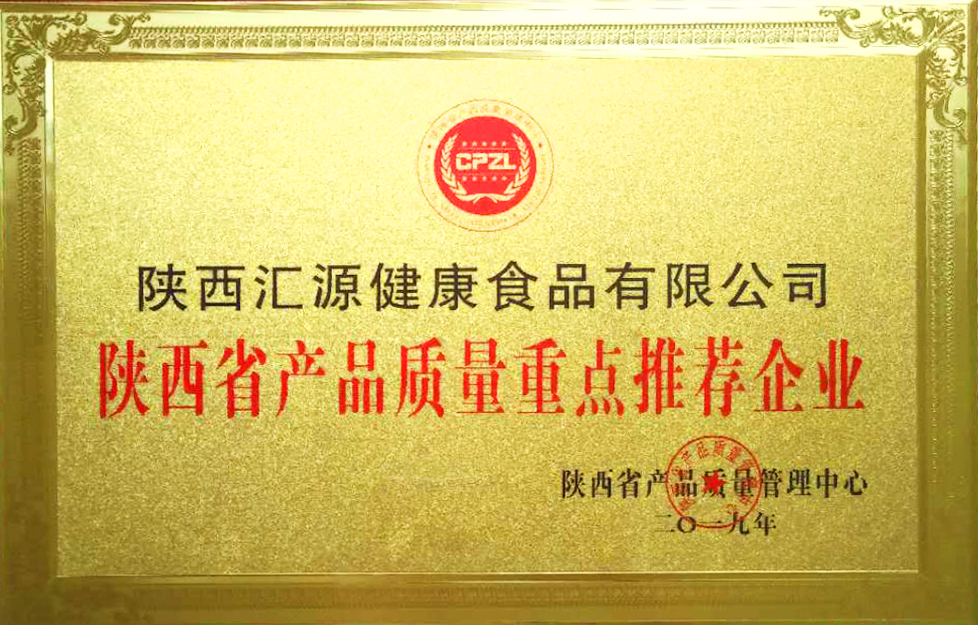 CPZL
陕西汇源健康食品有限公司
陕西省产品质量重点推荐企业
陕西省产品质量管理中心
二〇一九年